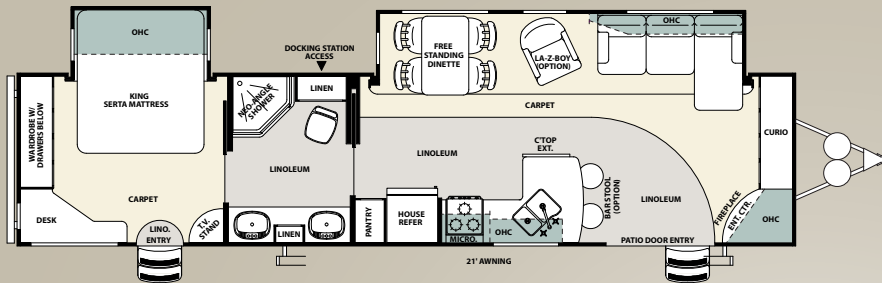 OHC
KING
SERTA MATTRESS
WARDROBE W/
DRAWERS BELOW
DESK
CARPET
LINO.
ENTRY
T.V.
STAND
DOCKING STATION
ACCESS
NEO-ANGLE
SHOWER
LINEN
LINOLEUM
LINEN
FREE
STANDING
DINETTE
LA-Z-BOY
(OPTION)
OHC
CARPET
LINOLEUM
C'TOP
EXT.
BAR STOOL
(OPTION)
PANTRY
HOUSE
REFER
MICRO.
OHC
LINOLEUM
PATIO DOOR ENTRY
CURIO
FIREPLACE
ENT. CTR.
OHC
21' AWNING